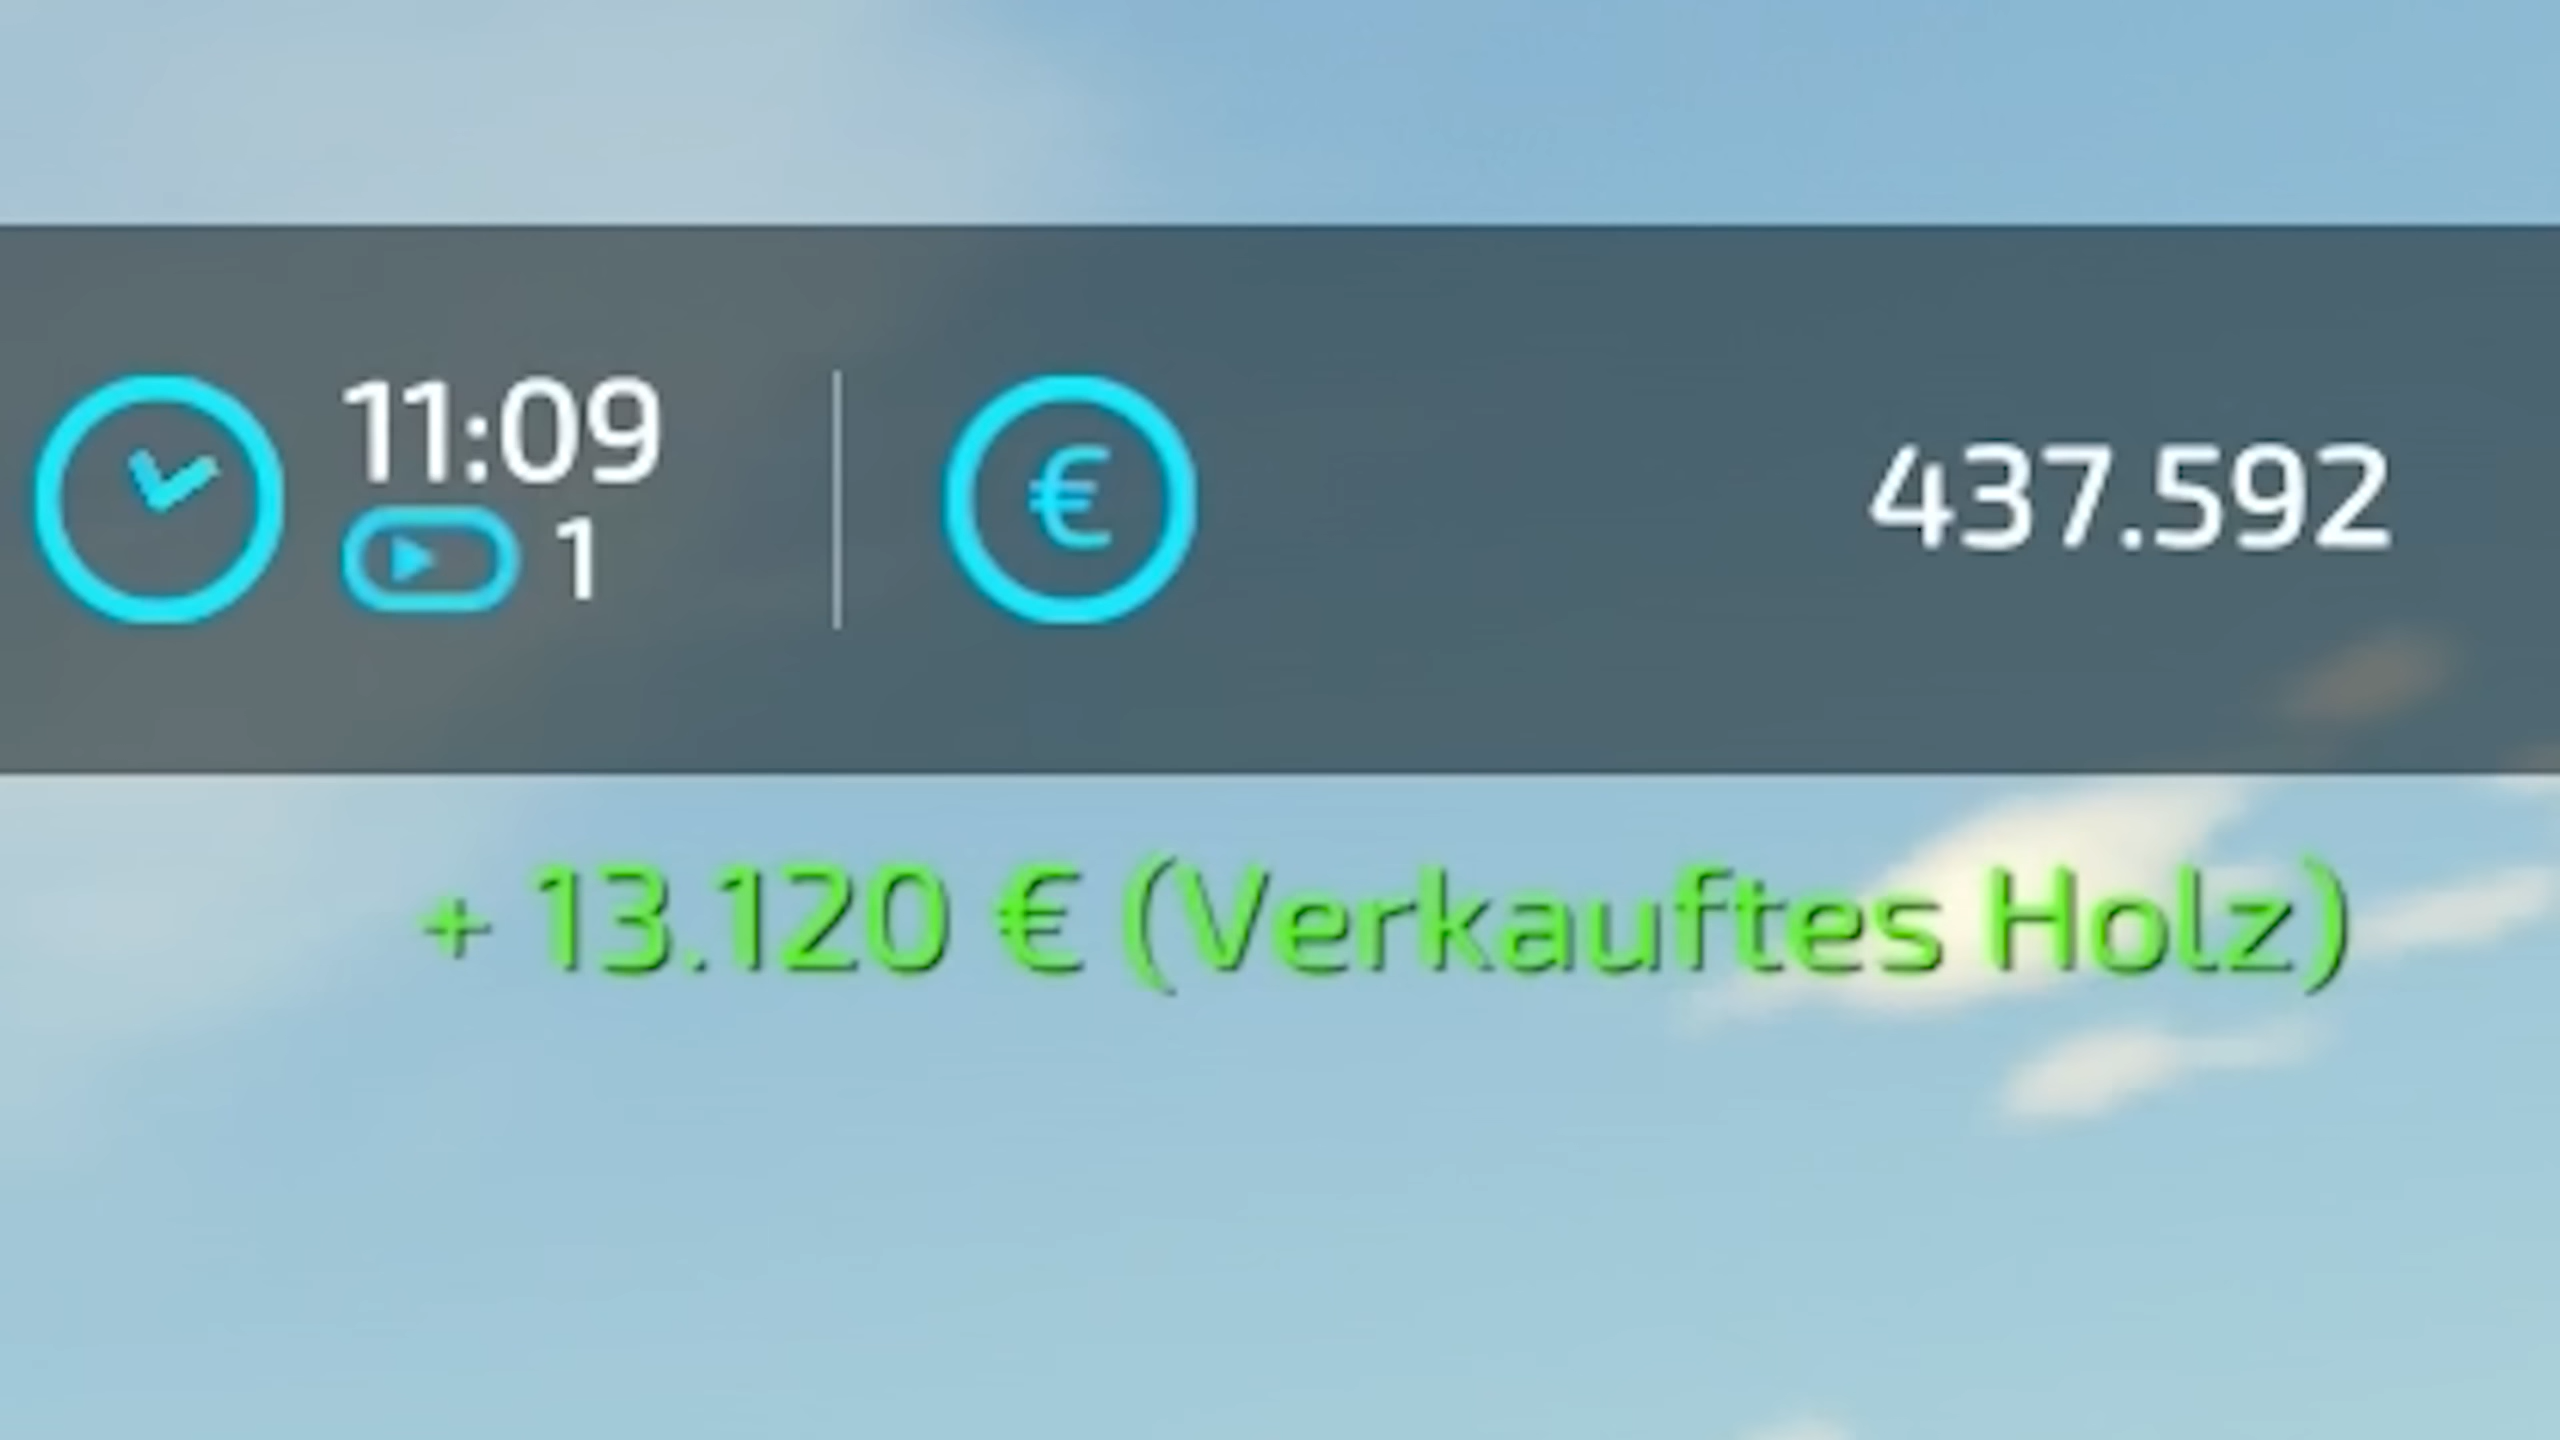 11:09
1
€ 437.592
+ 13.120 € (Verkauftes Holz)